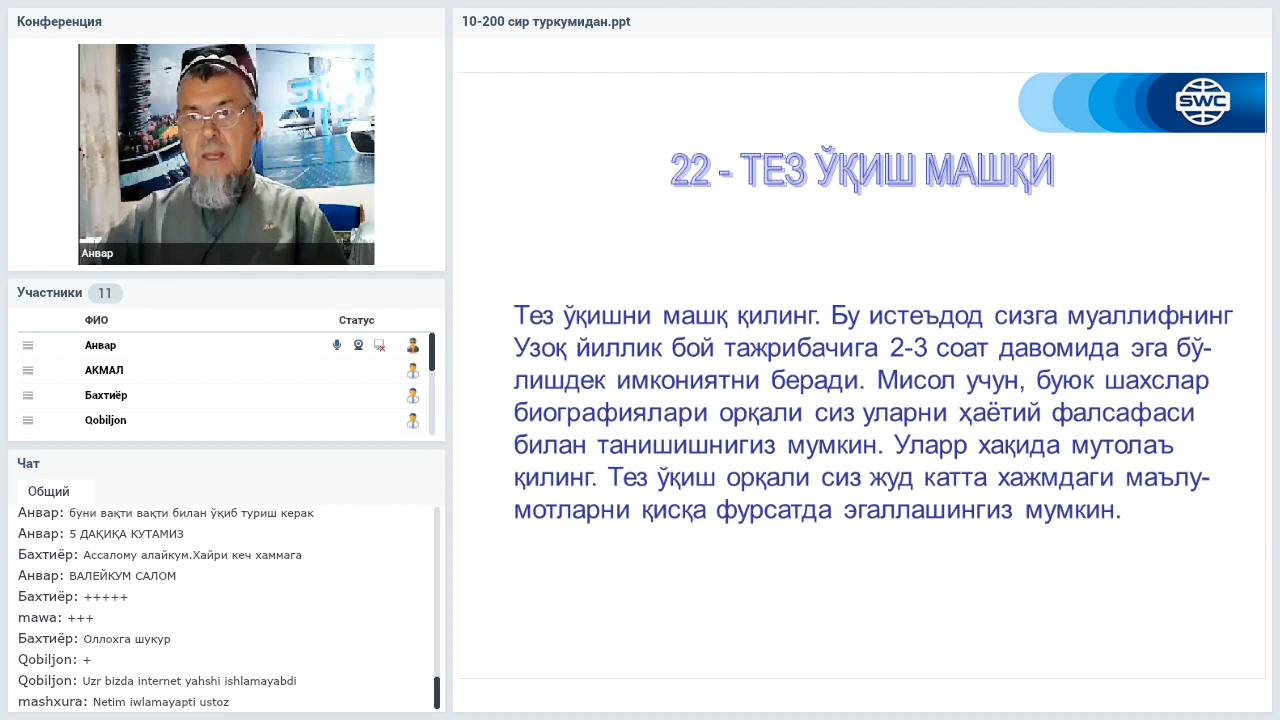 Конференция
Анвар
Участники 11
ФИО Статус
Анвар
АКМАЛ
Бахтиёр
Qobiljon
Чат
Общий
Анвар: буни вақти вақти билан ўқиб туриш керак
Анвар: 5 ДАҚИҚА КУТАМИЗ
Бахтиёр: Ассалому алайкум.Хайри кеч хаммага
Анвар: ВАЛЕЙКУМ САЛОМ
Бахтиёр: +++++
mawa: +++
Бахтиёр: Оллохга шукур
Qobiljon: +
Qobiljon: Uzr bizda internet yahshi ishlamayabdi
mashxura: Netim iwlamayapti ustoz
10-200 сир туркумидан.ppt
SWC
22 - ТЕЗ ЎҚИШ МАШҚИ
Тез ўқишни машқ қилинг. Бу истеъдод сизга муаллифнинг
Узоқ йиллик бой тажрибачига 2-3 соат давомида эга бў-
лишдек имкониятни беради. Мисол учун, буюк шахслар
биографиялари орқали сиз уларни ҳаётий фалсафаси
билан танишишнигиз мумкин. Уларр хақида мутолаъ
қилинг. Тез ўқиш орқали сиз жуд катта хажмдаги маълу-
мотларни қисқа фурсатда эгаллашингиз мумкин.